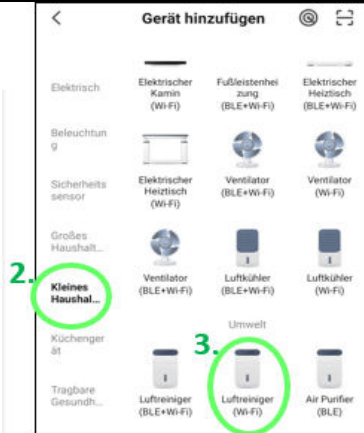 Gerät hinzufügen
Elektrisch
Beleuchtun
g
Sicherheits
sensor
Großes
Haushalt...
2.
Kleines
Haushal...
Küchenger
ät
Tragbare
Gesundh...
Elektrischer
Kamin
(Wi-Fi)
Fußleistenhei
zung
(BLE+Wi-Fi)
Elektrischer
Heiztisch
(BLE+Wi-Fi)
Elektrischer
Heiztisch
(Wi-Fi)
Ventilator
(BLE+Wi-Fi)
Ventilator
(Wi-Fi)
Ventilator
(BLE+Wi-Fi)
Luftkühler
(BLE+Wi-Fi)
Luftkühler
(Wi-Fi)
Umwelt
3.
Luftreiniger
(BLE+Wi-Fi)
Luftreiniger
(Wi-Fi)
Air Purifier
(BLE)